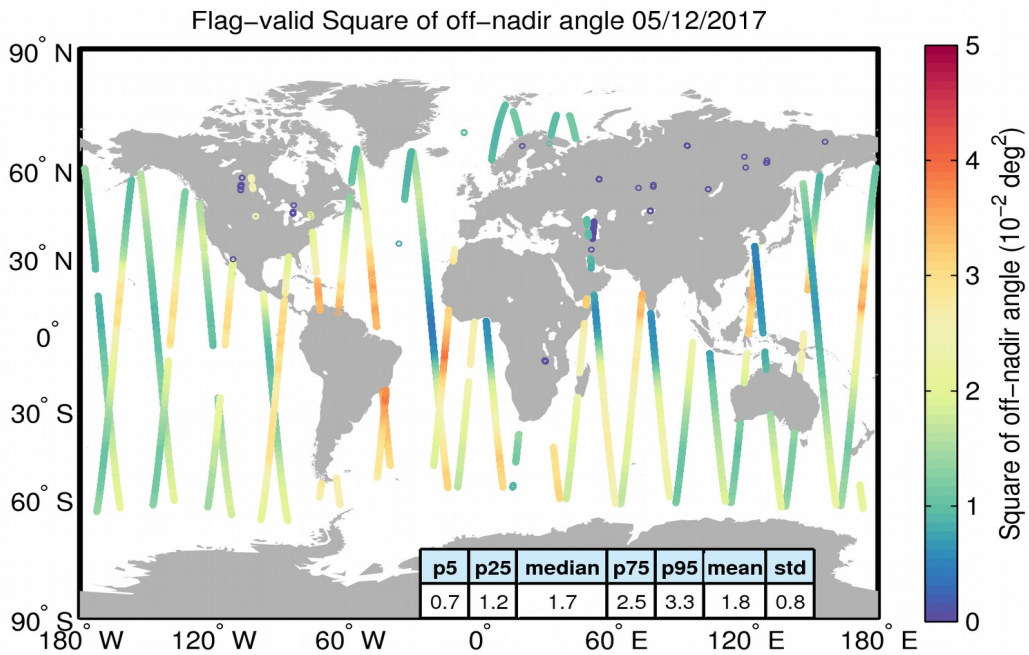 Flag−valid Square of off−nadir angle 05/12/2017
90° N
60° N
30° N
0°
30° S
60° S
90° S
180° W
120° W
60° W
0°
60° E
120° E
180° E
p5 p25 median p75 p95 mean std
0.7 1.2 1.7 2.5 3.3 1.8 0.8
5
4
3
2
1
0
Square of off−nadir angle (10⁻² deg²)